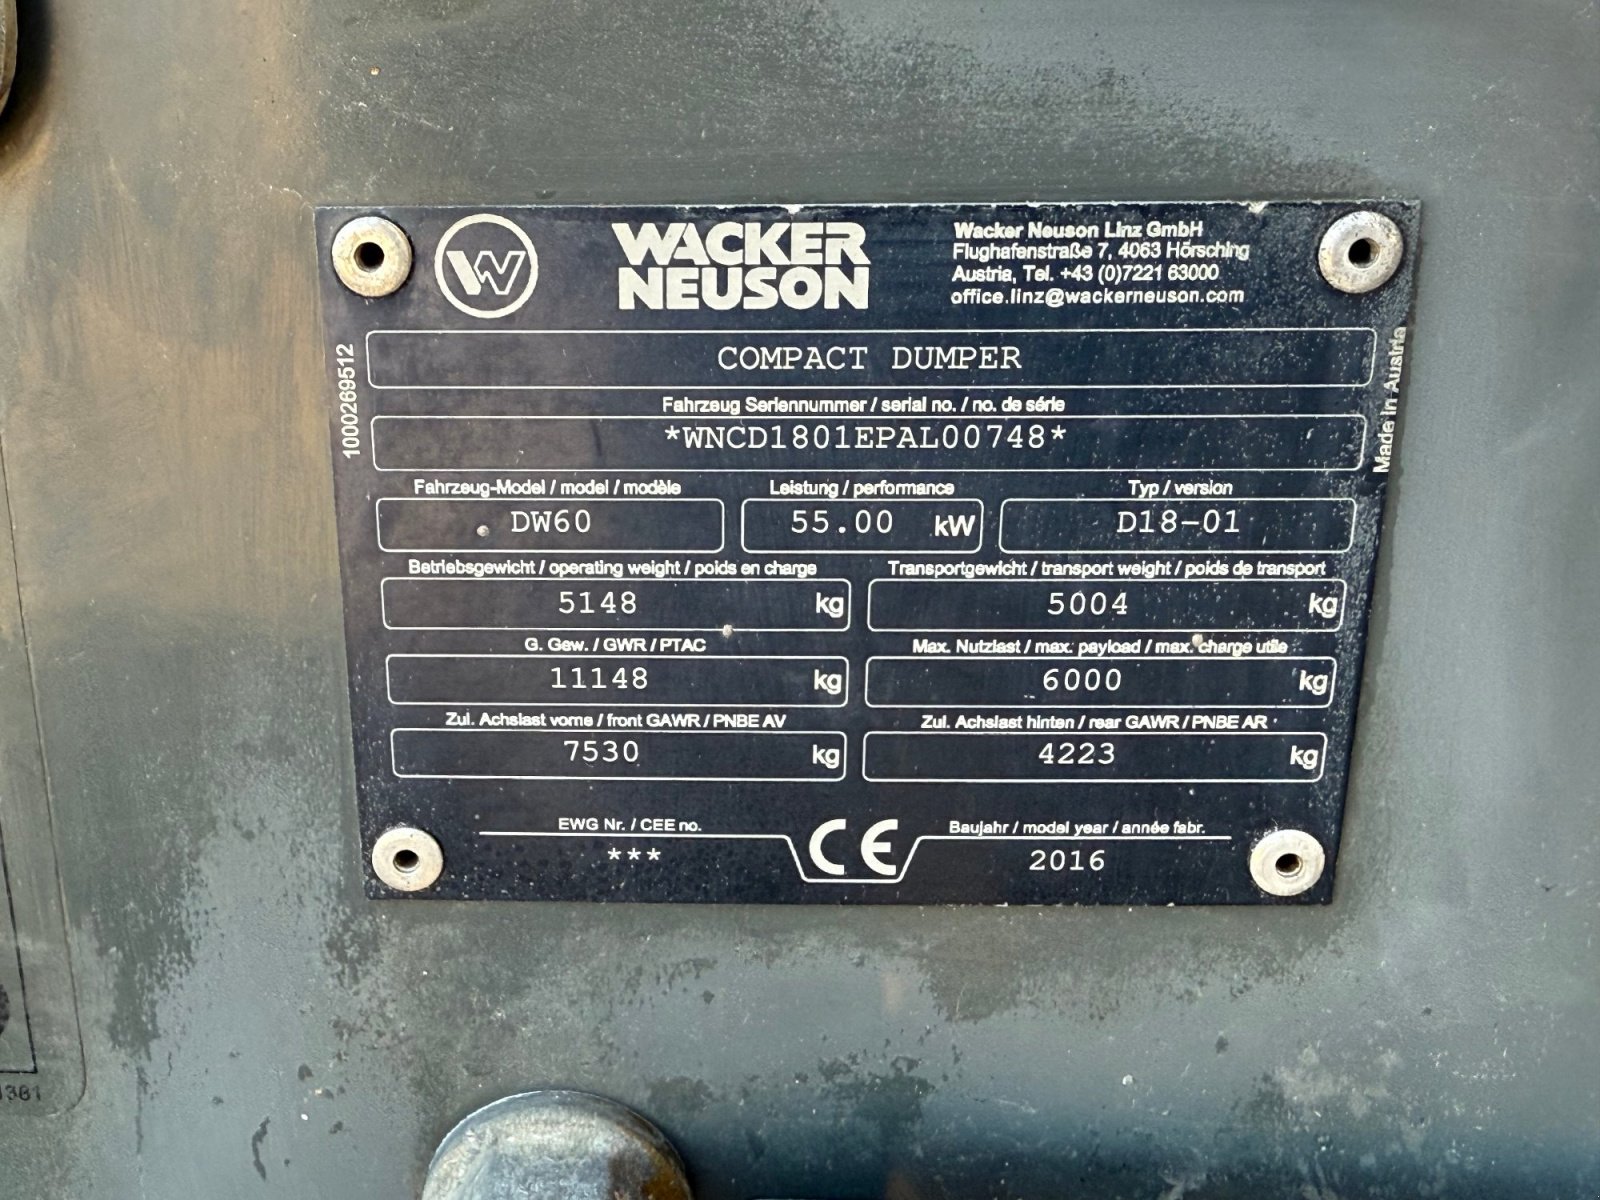 WACKER
NEUSON
Wacker Neuson Linz GmbH
Flughafenstraße 7, 4063 Hörsching
Austria, Tel. +43 (0)7221 63000
office.linz@wackerneuson.com
1000269512
COMPACT DUMPER
Made in Austria
Fahrzeug Seriennummer / serial no. / no. de série
*WNCD1801EPAL00748*
Fahrzeug-Model / model / modèle Leistung / performance Typ / version
DW60 55.00 kW D18-01
Betriebsgewicht / operating weight / poids en charge Transportgewicht / transport weight / poids de transport
5148 kg 5004 kg
G. Gew. / GWR / PTAC Max. Nutzlast / max. payload / max. charge utile
11148 kg 6000 kg
Zul. Achslast vorne / front GAWR / PNBE AV Zul. Achslast hinten / rear GAWR / PNBE AR
7530 kg 4223 kg
EWG Nr. / CEE no. CE Baujahr / model year / année fabr.
*** 2016